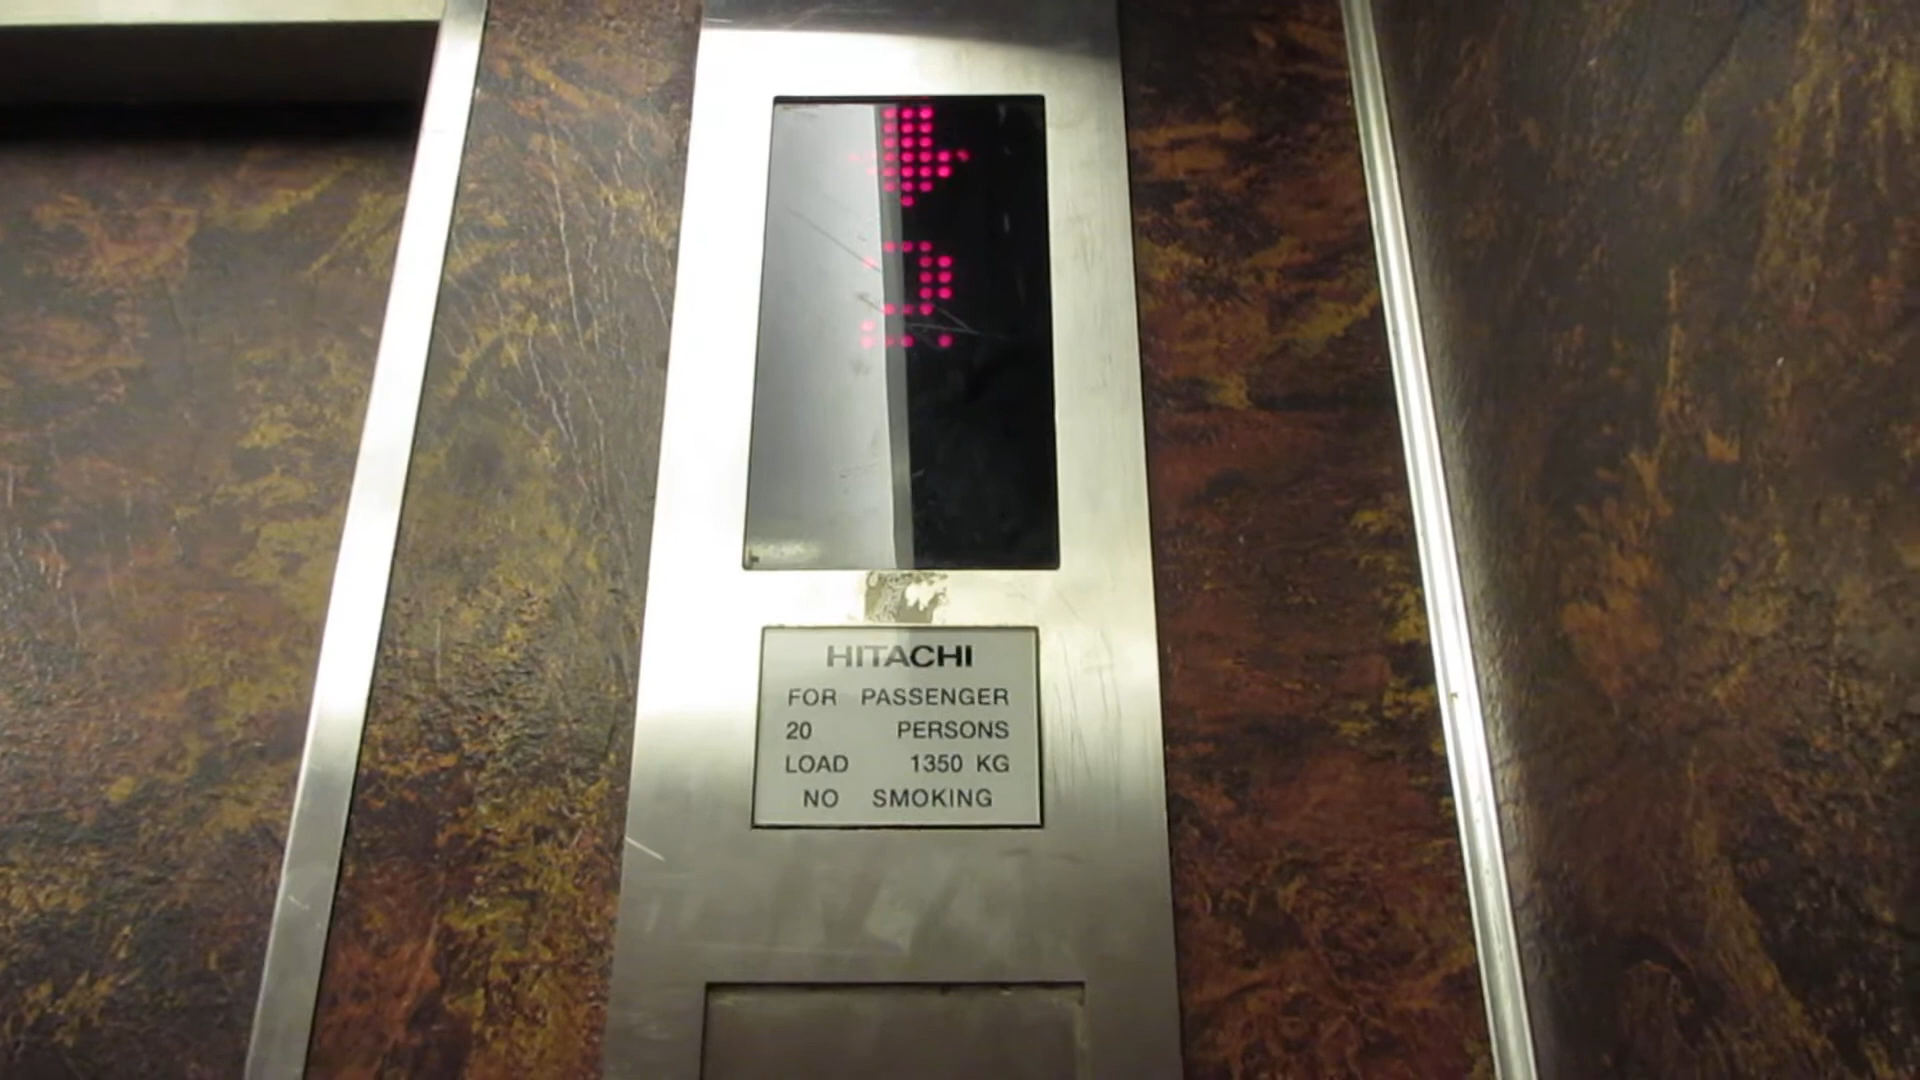 HITACHI
FOR PASSENGER
20 PERSONS
LOAD 1350 KG
NO SMOKING